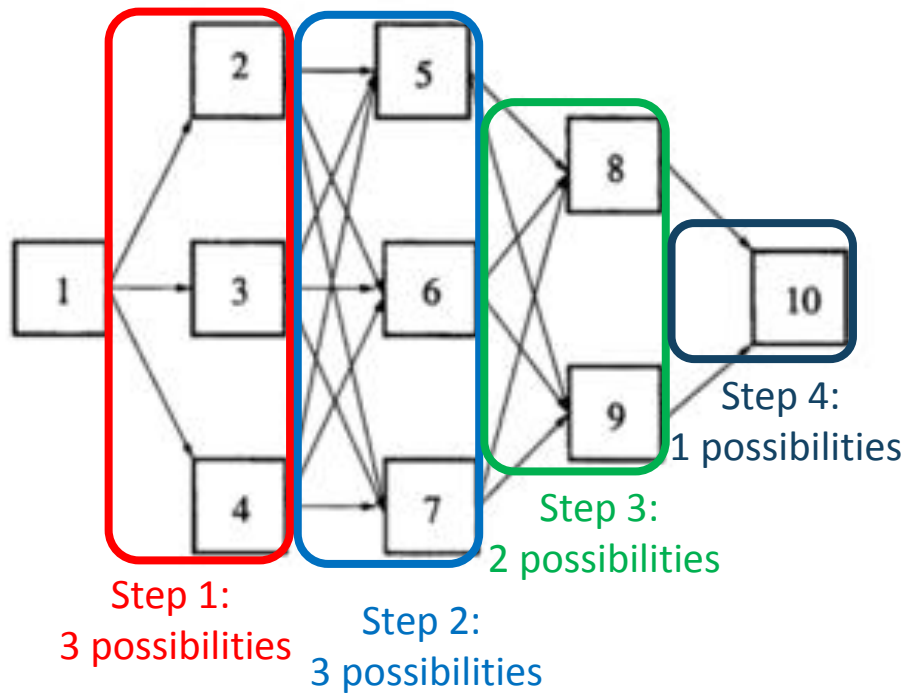 2
5
8
1
3
6
10
9
4
7
Step 4:
1 possibilities
Step 3:
2 possibilities
Step 1:
3 possibilities
Step 2:
3 possibilities